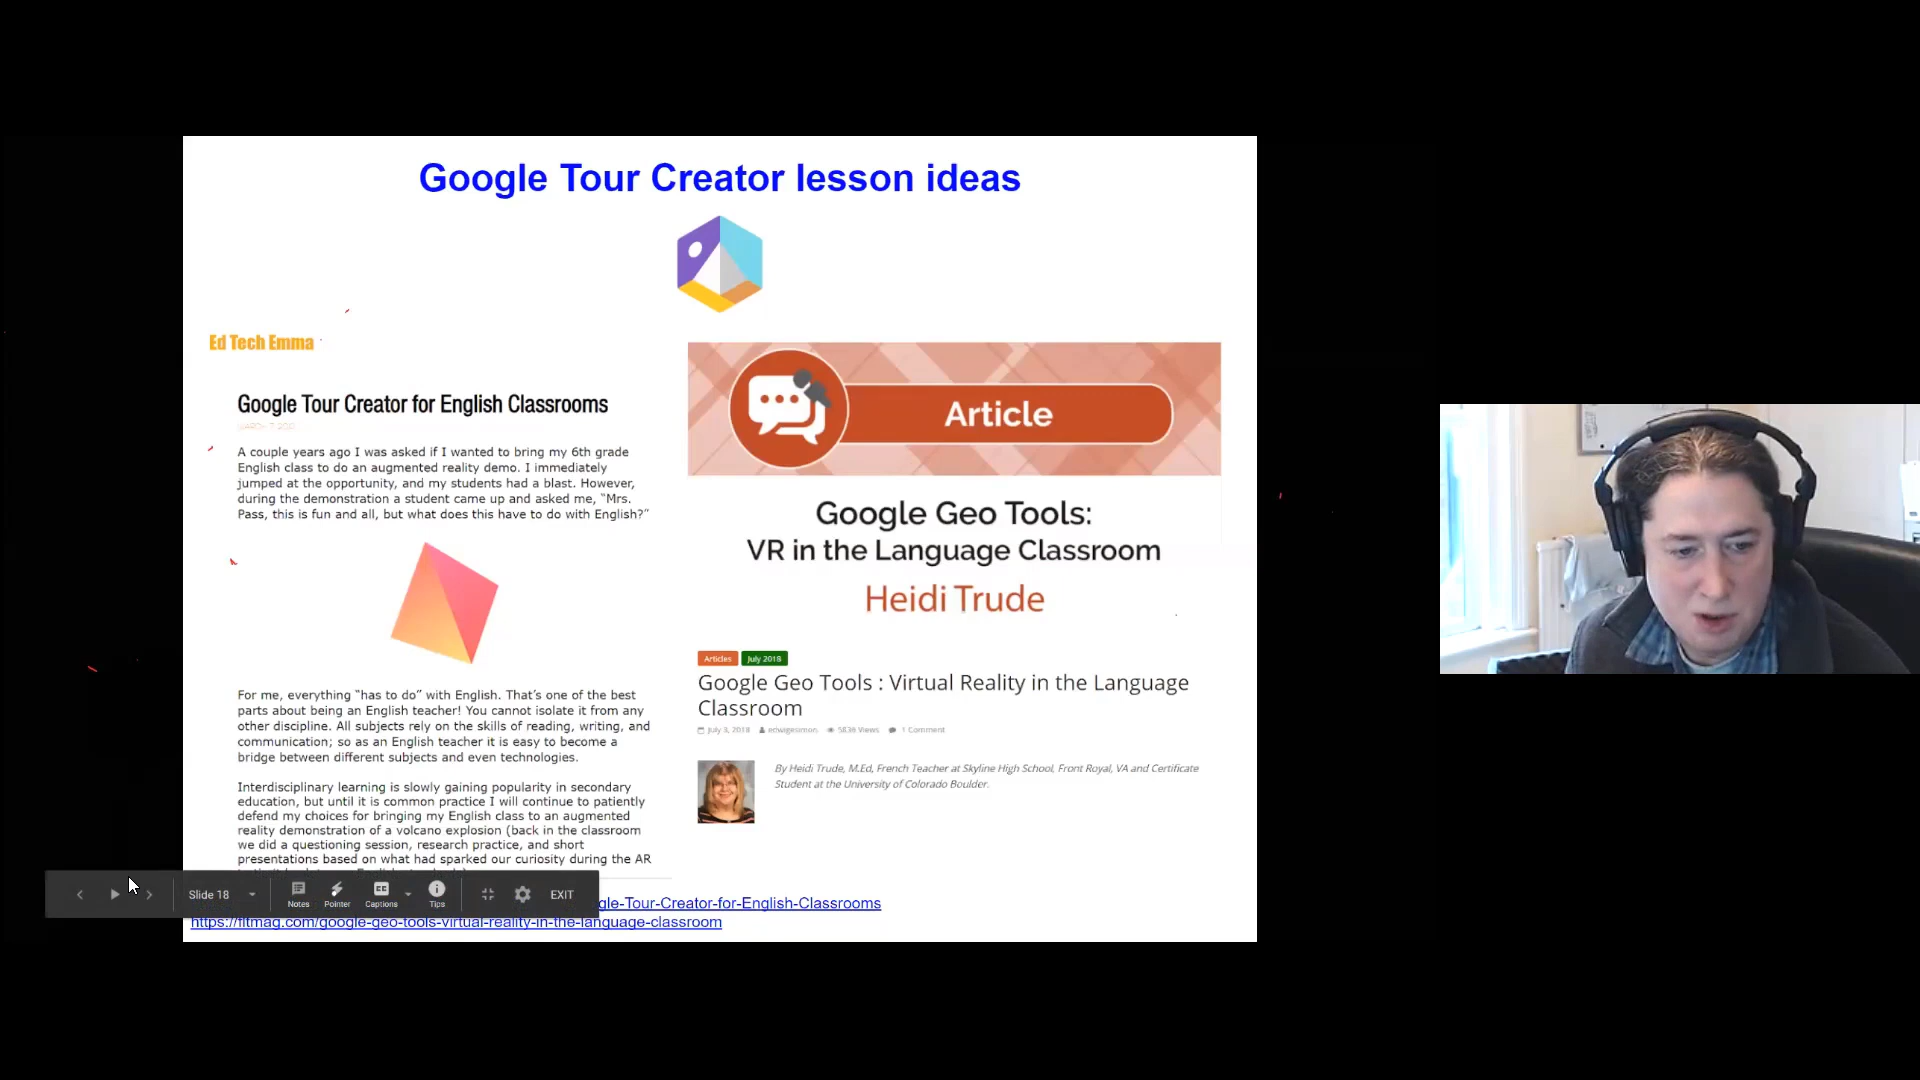 Google Tour Creator lesson ideas
Ed Tech Emma
Google Tour Creator for English Classrooms
A couple years ago I was asked if I wanted to bring my 6th grade
English class to do an augmented reality demo. I immediately
jumped at the opportunity, and my students had a blast. However,
during the demonstration a student came up and asked me, “Mrs.
Pass, this is fun and all, but what does this have to do with English?”
For me, everything “has to do” with English. That’s one of the best
parts about being an English teacher! You cannot isolate it from any
other discipline. All subjects rely on the skills of reading, writing, and
communication; so as an English teacher it is easy to become a
bridge between different subjects and even technologies.
Interdisciplinary learning is slowly gaining popularity in secondary
education, but until it is common practice I will continue to patiently
defend my choices for bringing my English class to an augmented
reality demonstration of a volcano explosion (back in the classroom
we did a questioning session, research practice, and short
presentations based on what had sparked our curiosity during the AR
Article
Google Geo Tools:
VR in the Language Classroom
Heidi Trude
Articles July 2018
Google Geo Tools : Virtual Reality in the Language
Classroom
July 3, 2018 edwigesimon 5836 Views 1 Comment
By Heidi Trude, M.Ed, French Teacher at Skyline High School, Front Royal, VA and Certificate
Student at the University of Colorado Boulder.
Slide 18 Notes Pointer Captions Tips EXIT
gle-Tour-Creator-for-English-Classrooms
https://fltmag.com/google-geo-tools-virtual-reality-in-the-language-classroom